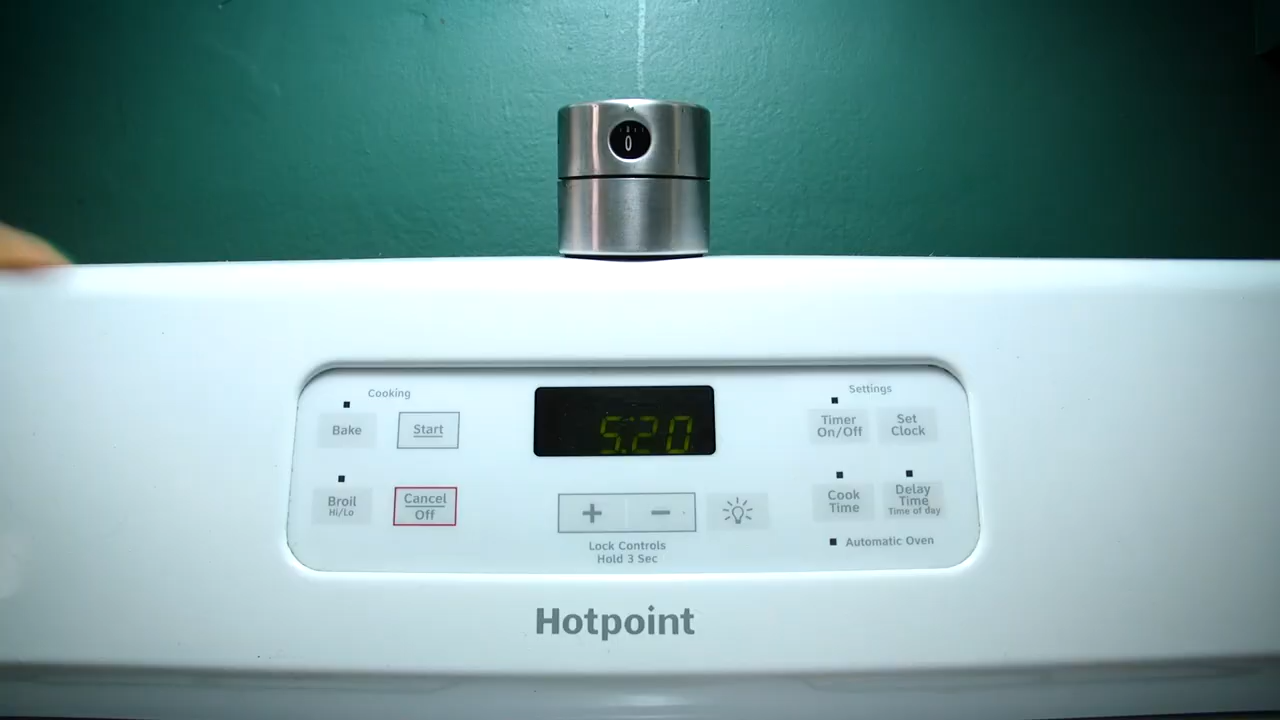 0
Cooking
Bake
Start
Broil
Hi/Lo
Cancel
Off
5:20
+ −
Lock Controls
Hold 3 Sec
Settings
Timer
On/Off
Set
Clock
Cook
Time
Delay
Time
Time of day
Automatic Oven
Hotpoint